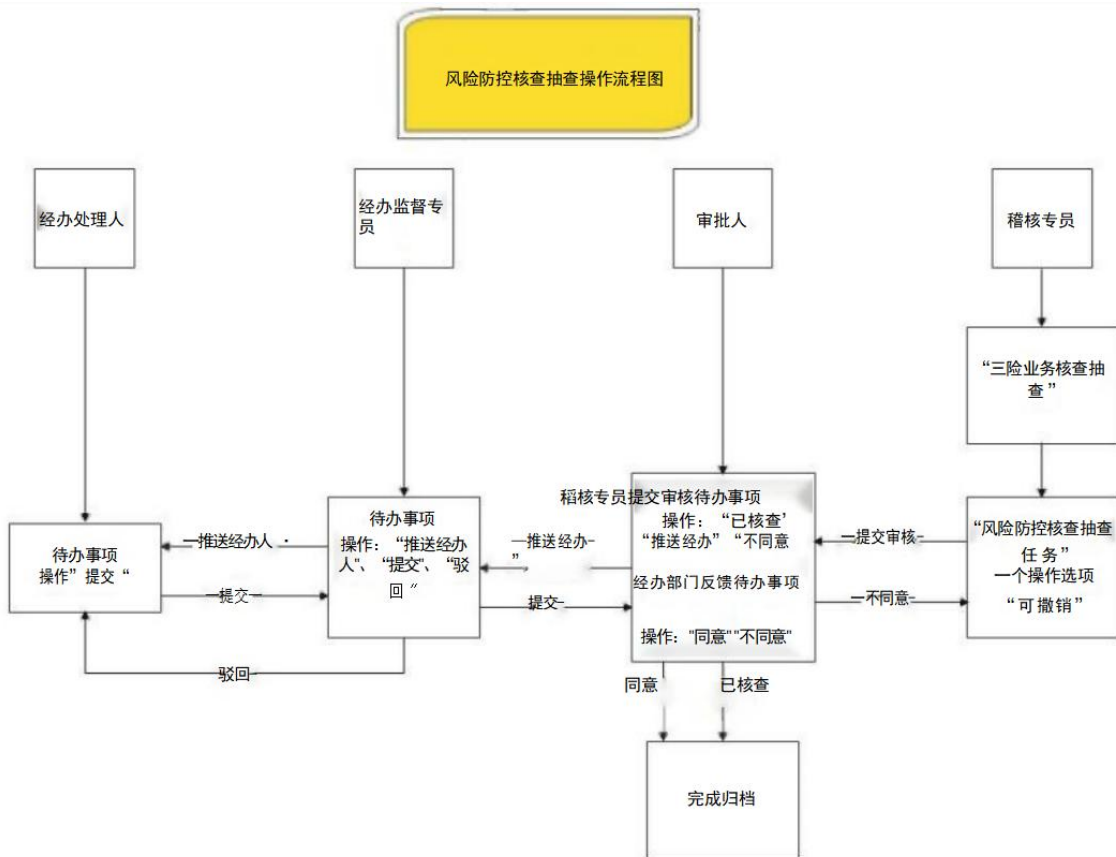 风险防控核查抽查操作流程图
经办处理人
经办监督专
员
审批人
稽核专员
“三险业务核查抽
查”
稻核专员提交审核待办事项
操作：“已核查'
“推送经办”“不同意
经办部门反馈待办事项
操作："同意""不同意"
待办事项
操作：“推送经办
人"、“提交"、“驳
回〃
待办事项
操作”提交“
“风险防控核查抽查
任务”
一个操作选项
“可撤销”
一推送经办人 ·
一提交一
驳回-
一推送经办-
”,
提交-
一提交审核-
一不同意-
同意
已核查
完成归档